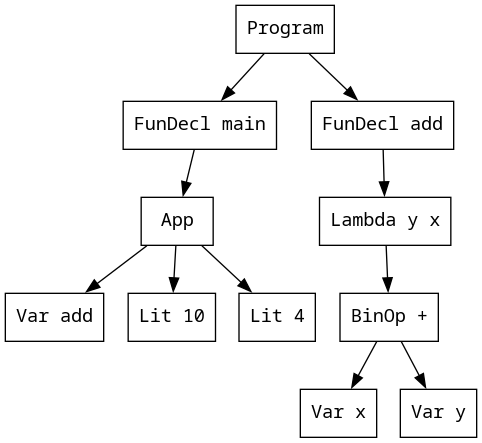 Program
FunDecl main
FunDecl add
App
Lambda y x
Var add
Lit 10
Lit 4
BinOp +
Var x
Var y